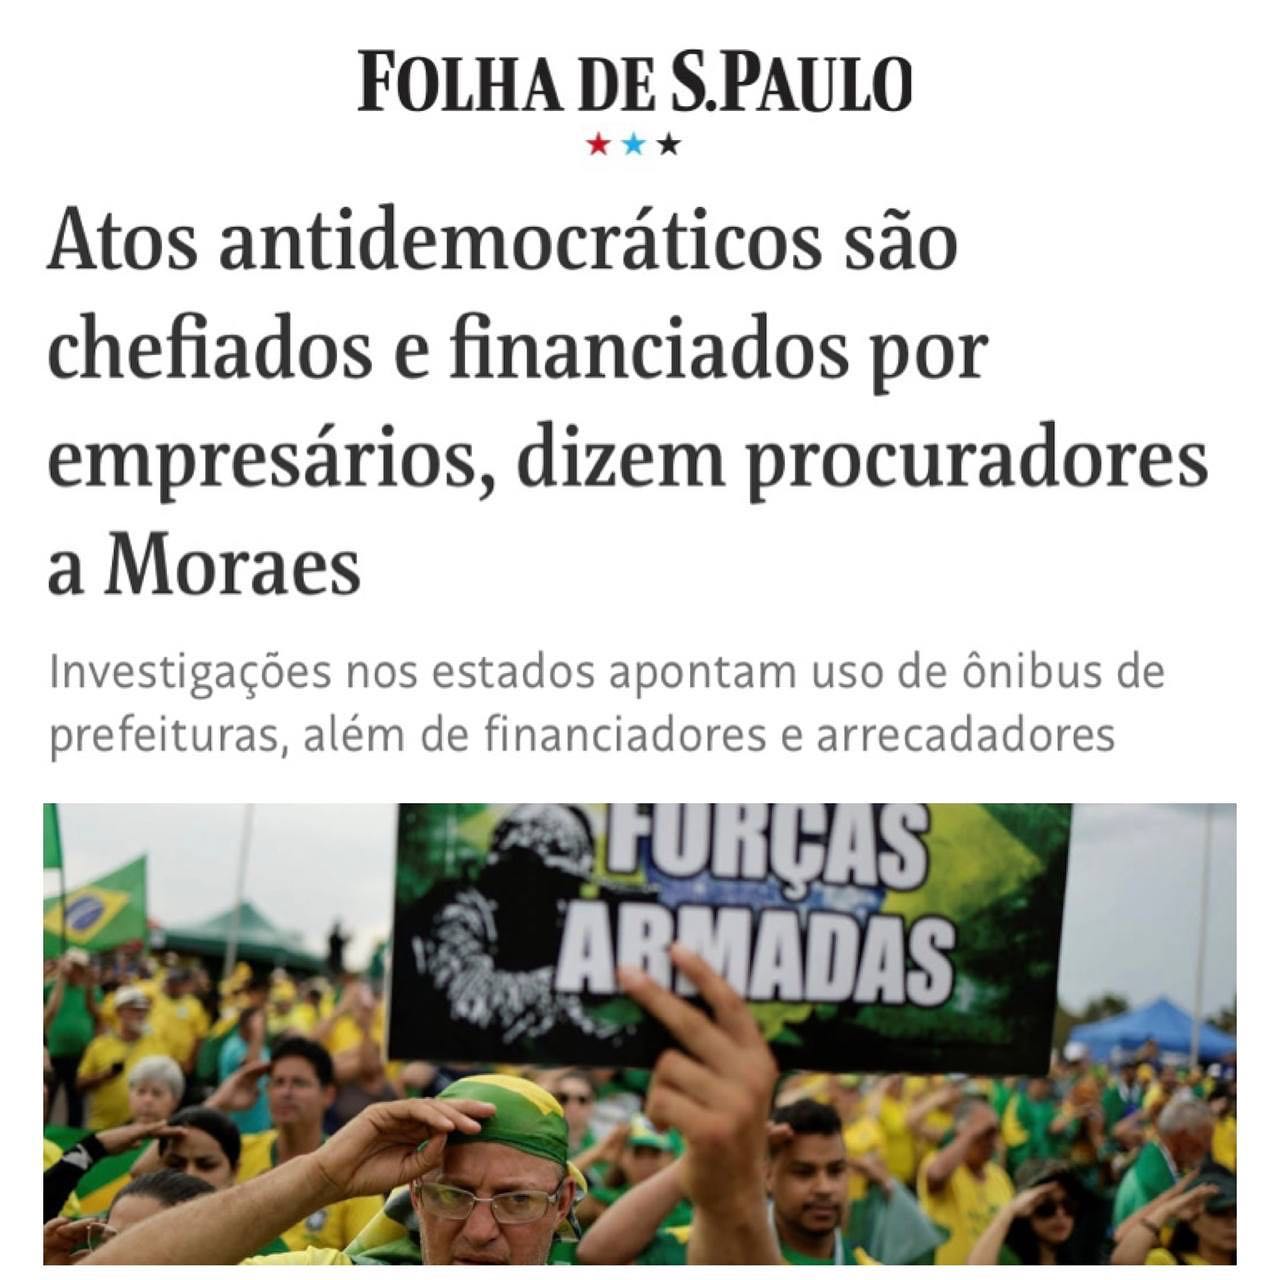 FOLHA DE S.PAULO
Atos antidemocráticos são
chefiados e financiados por
empresários, dizem procuradores
a Moraes
Investigações nos estados apontam uso de ônibus de
prefeituras, além de financiadores e arrecadadores
FORÇAS
ARMADAS